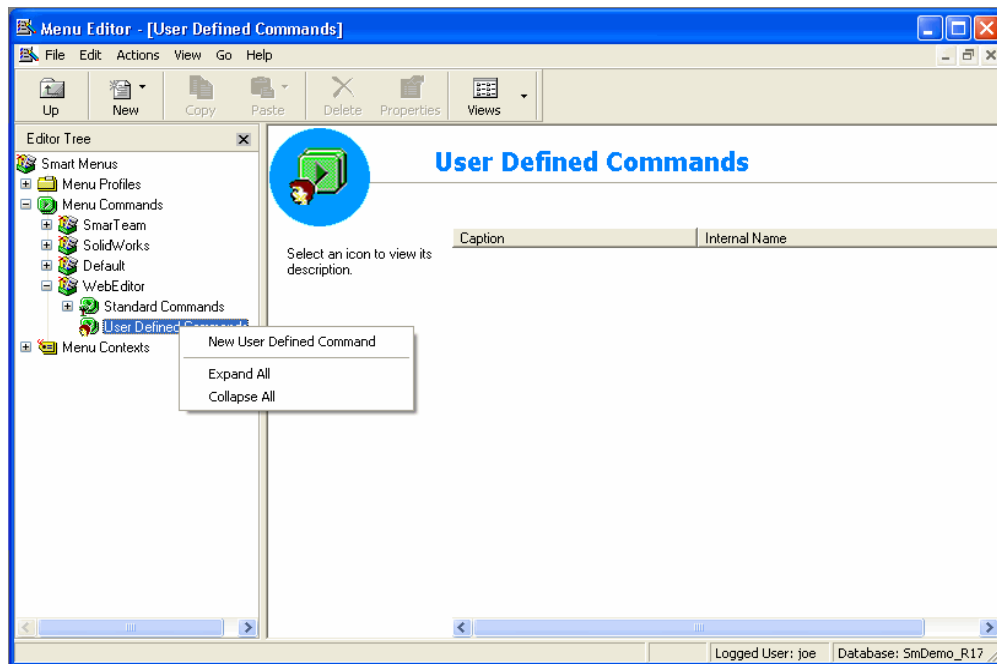 Menu Editor - [User Defined Commands]
File Edit Actions View Go Help
Up New Copy Paste Delete Properties Views
Editor Tree
Smart Menus
Menu Profiles
Menu Commands
SmarTeam
SolidWorks
Default
WebEditor
Standard Commands
User Defined Commands
Menu Contexts
New User Defined Command
Expand All
Collapse All
User Defined Commands
Select an icon to view its
description.
Caption Internal Name
Logged User: joe Database: SmDemo_R17